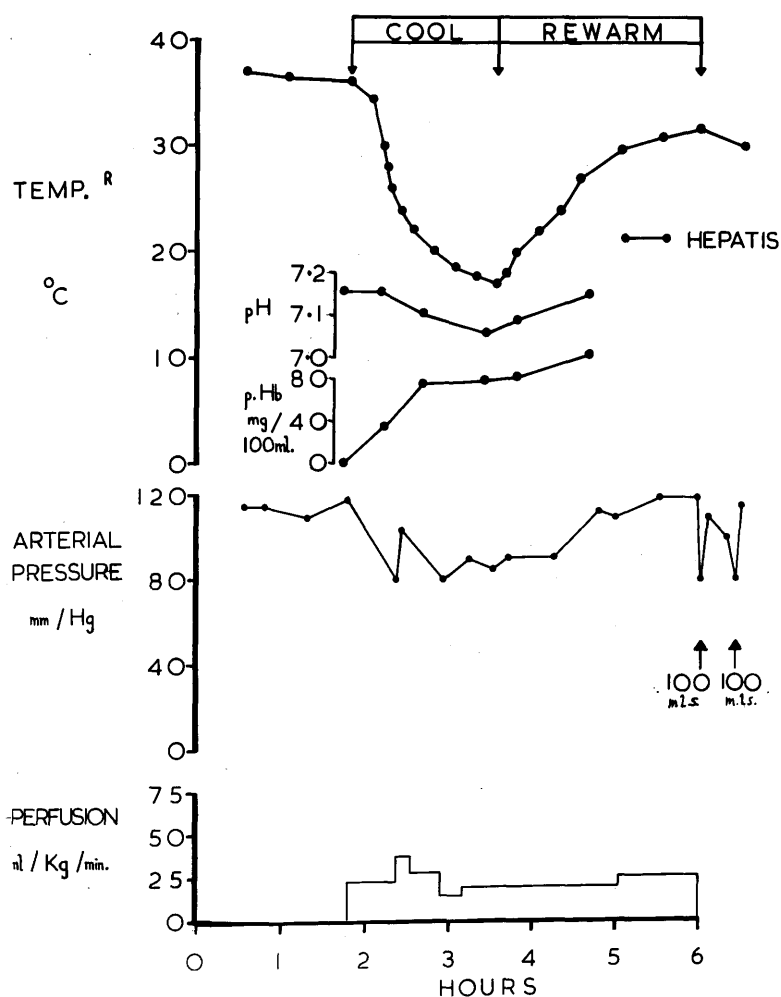 COOL REWARM
40
30
TEMP. R
20
°C
10
0
HEPATIS
7·2
pH 7·1
7·0
p.Hb 80
mg/ 40
100ml. 0
120
ARTERIAL
PRESSURE 80
mm / Hg
40
0
100 100
mls m.ls.
75
PERFUSION
50
ml / Kg / min.
25
0
0 1 2 3 4 5 6
HOURS